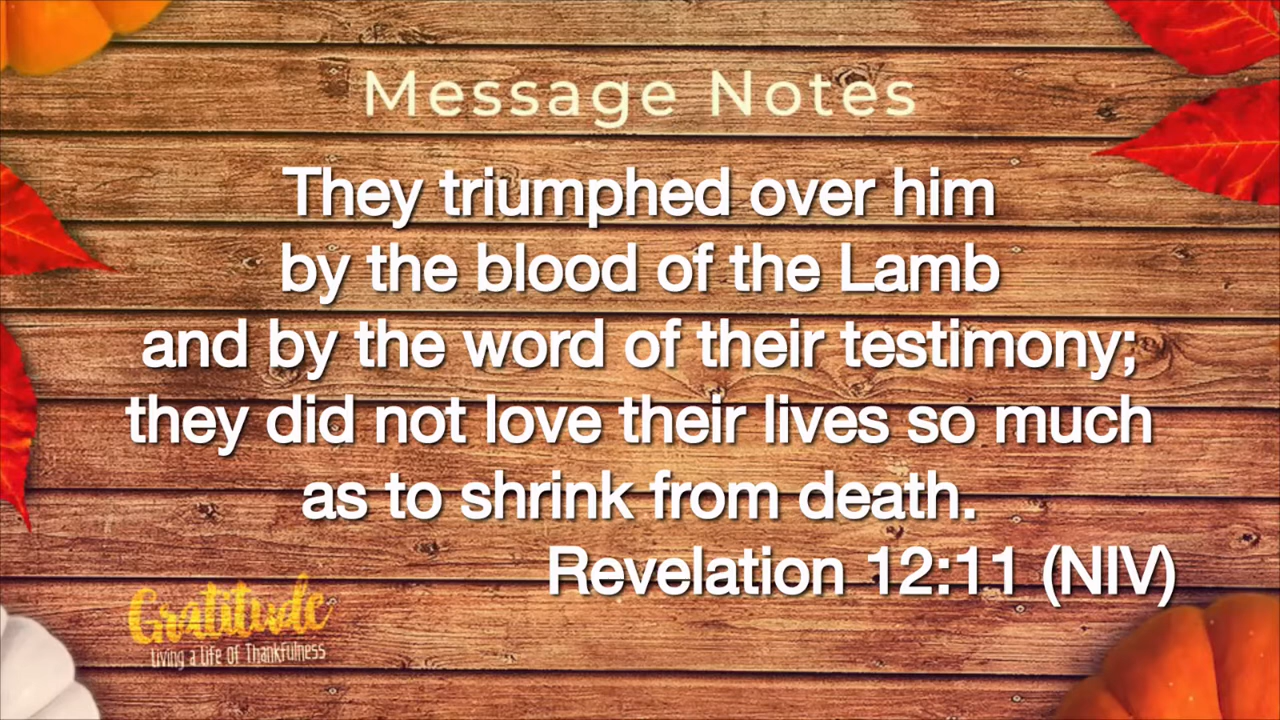 Message Notes
They triumphed over him
by the blood of the Lamb
and by the word of their testimony;
they did not love their lives so much
as to shrink from death.
Revelation 12:11 (NIV)
Gratitude
Living a Life of Thankfulness